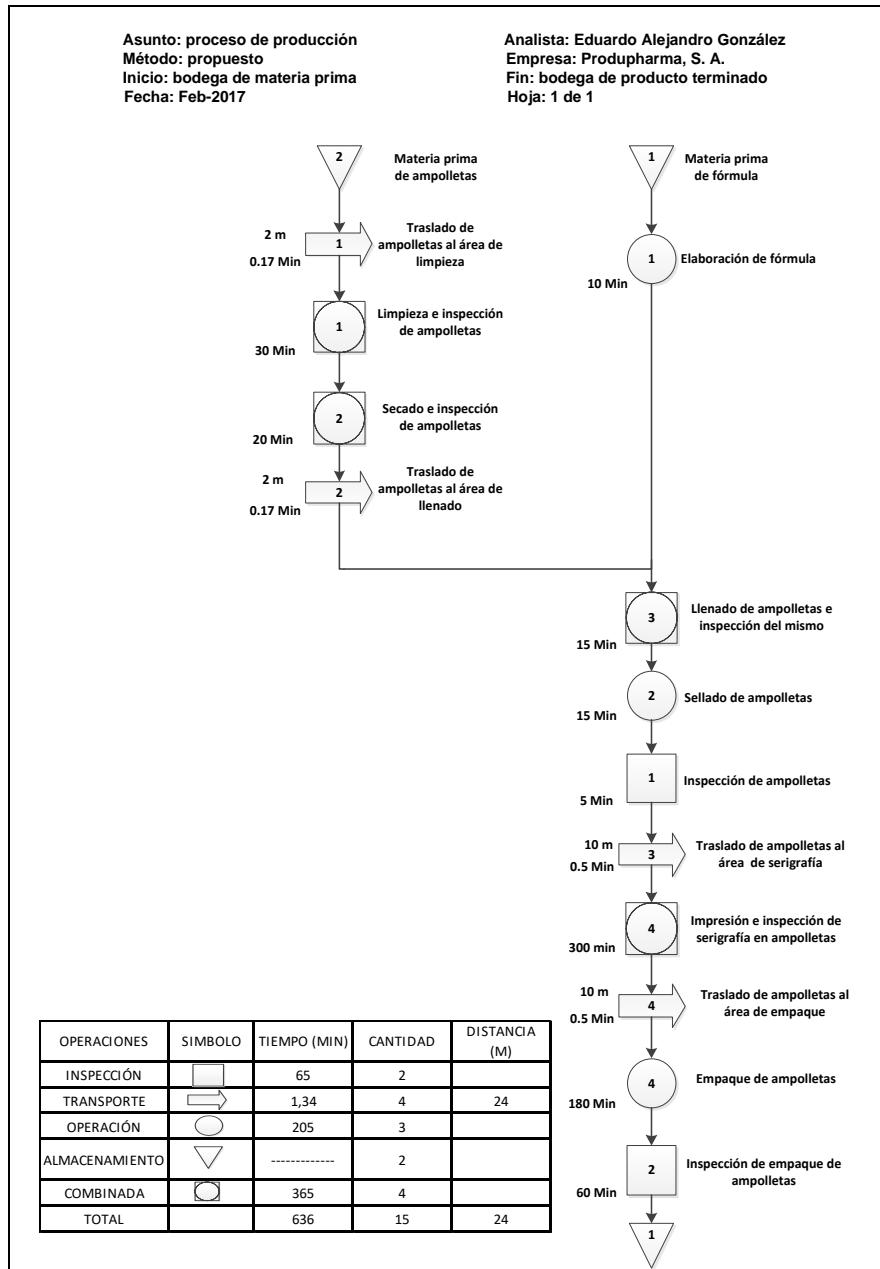 Asunto: proceso de producción
Método: propuesto
Inicio: bodega de materia prima
Fecha: Feb-2017
Analista: Eduardo Alejandro González
Empresa: Produpharma, S. A.
Fin: bodega de producto terminado
Hoja: 1 de 1
2
Materia prima
de ampolletas
2 m
0.17 Min
1
Traslado de
ampolletas al área de
limpieza
1
Limpieza e inspección
de ampolletas
30 Min
2
Secado e inspección
de ampolletas
20 Min
2 m
0.17 Min
2
Traslado de
ampolletas al área de
llenado
1
Materia prima
de fórmula
1
Elaboración de fórmula
10 Min
3
Llenado de ampolletas e
inspección del mismo
15 Min
2
Sellado de ampolletas
15 Min
1
Inspección de ampolletas
5 Min
10 m
0.5 Min
3
Traslado de ampolletas al
área de serigrafía
4
Impresión e inspección de
serigrafía en ampolletas
300 min
10 m
0.5 Min
4
Traslado de ampolletas al
área de empaque
4
Empaque de ampolletas
180 Min
2
Inspección de empaque de
ampolletas
60 Min
1
OPERACIONES SIMBOLO TIEMPO (MIN) CANTIDAD DISTANCIA
(M)
INSPECCIÓN 65 2
TRANSPORTE 1,34 4 24
OPERACIÓN 205 3
ALMACENAMIENTO ------------- 2
COMBINADA 365 4
TOTAL 636 15 24